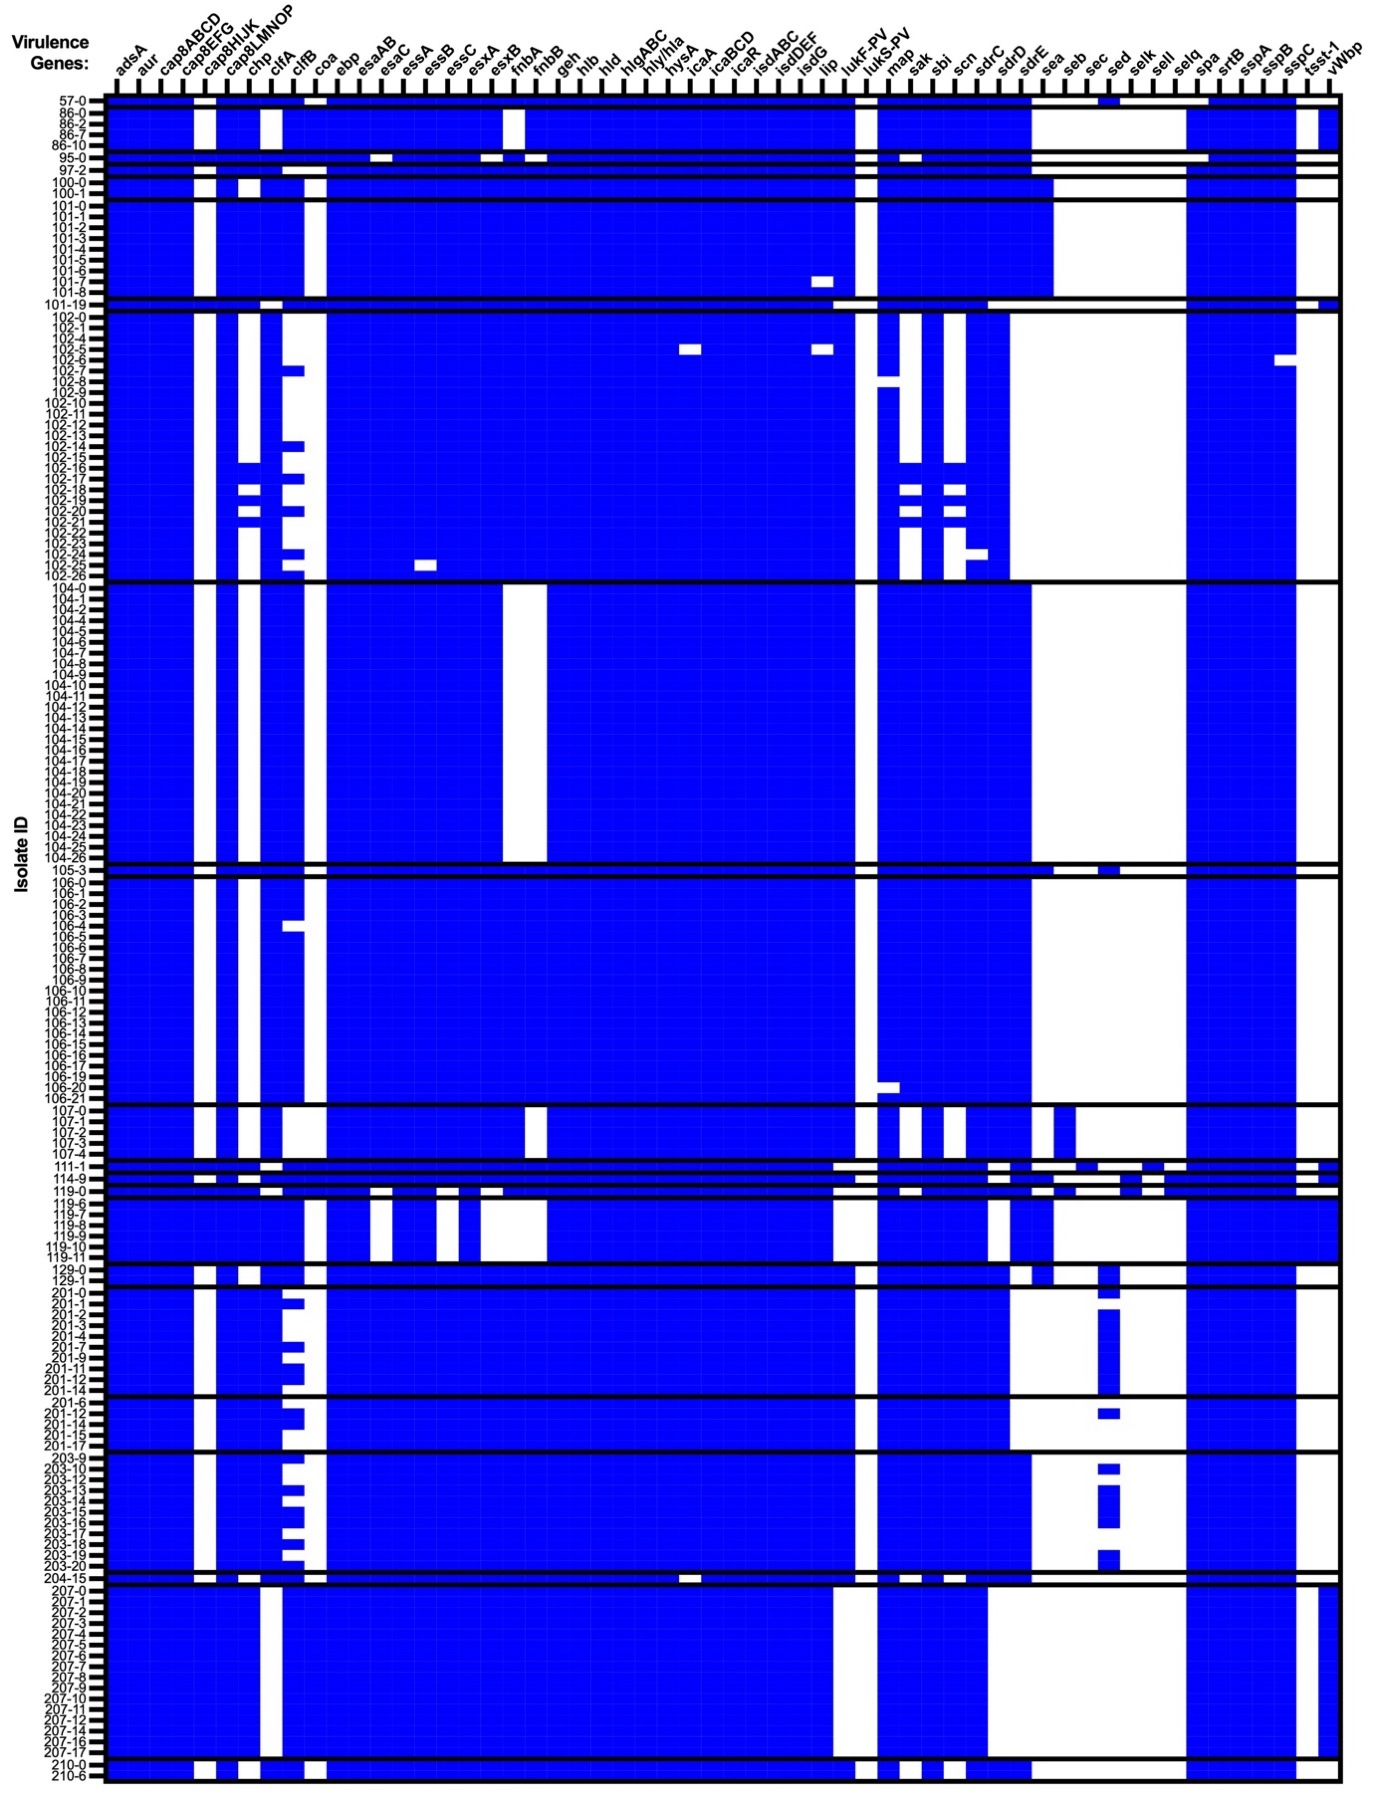 Virulence
Genes:
adsA
aur
cap8ABCD
cap8EFG
cap8HIJK
cap8LMNOP
chp
clfA
clfB
coa
ebp
esaAB
esaC
essA
essB
essC
esxA
esxB
fnbA
fnbB
geh
hlb
hld
hlgABC
hly/hla
hysA
icaA
icaBCD
icaR
isdABC
isdDEF
isdG
lip
lukF-PV
lukS-PV
map
sak
sbi
scn
sdrC
sdrD
sdrE
sea
seb
sec
sed
selk
sell
selq
spa
srtB
sspA
sspB
sspC
tsst-1
vWbp
Isolate ID
57-0
86-0
86-2
86-7
86-10
95-0
97-2
100-0
100-1
101-0
101-1
101-2
101-3
101-4
101-5
101-6
101-7
101-8
101-19
102-0
102-1
102-4
102-5
102-6
102-7
102-8
102-9
102-10
102-11
102-12
102-13
102-14
102-15
102-16
102-17
102-18
102-19
102-20
102-21
102-22
102-23
102-24
102-25
102-26
104-0
104-1
104-2
104-4
104-5
104-6
104-7
104-8
104-9
104-10
104-11
104-12
104-13
104-14
104-15
104-16
104-17
104-18
104-19
104-20
104-21
104-22
104-23
104-24
104-25
104-26
105-3
106-0
106-1
106-2
106-3
106-4
106-5
106-6
106-7
106-8
106-9
106-10
106-11
106-12
106-13
106-14
106-15
106-16
106-17
106-19
106-20
106-21
107-0
107-1
107-2
107-3
107-4
111-1
114-9
119-0
119-6
119-7
119-8
119-9
119-10
119-11
129-0
129-1
201-0
201-1
201-2
201-3
201-4
201-7
201-9
201-11
201-12
201-14
201-6
201-12
201-14
201-15
201-17
203-9
203-10
203-12
203-13
203-14
203-15
203-16
203-17
203-18
203-19
203-20
204-15
207-0
207-1
207-2
207-3
207-4
207-5
207-6
207-7
207-8
207-9
207-10
207-11
207-12
207-14
207-16
207-17
210-0
210-6